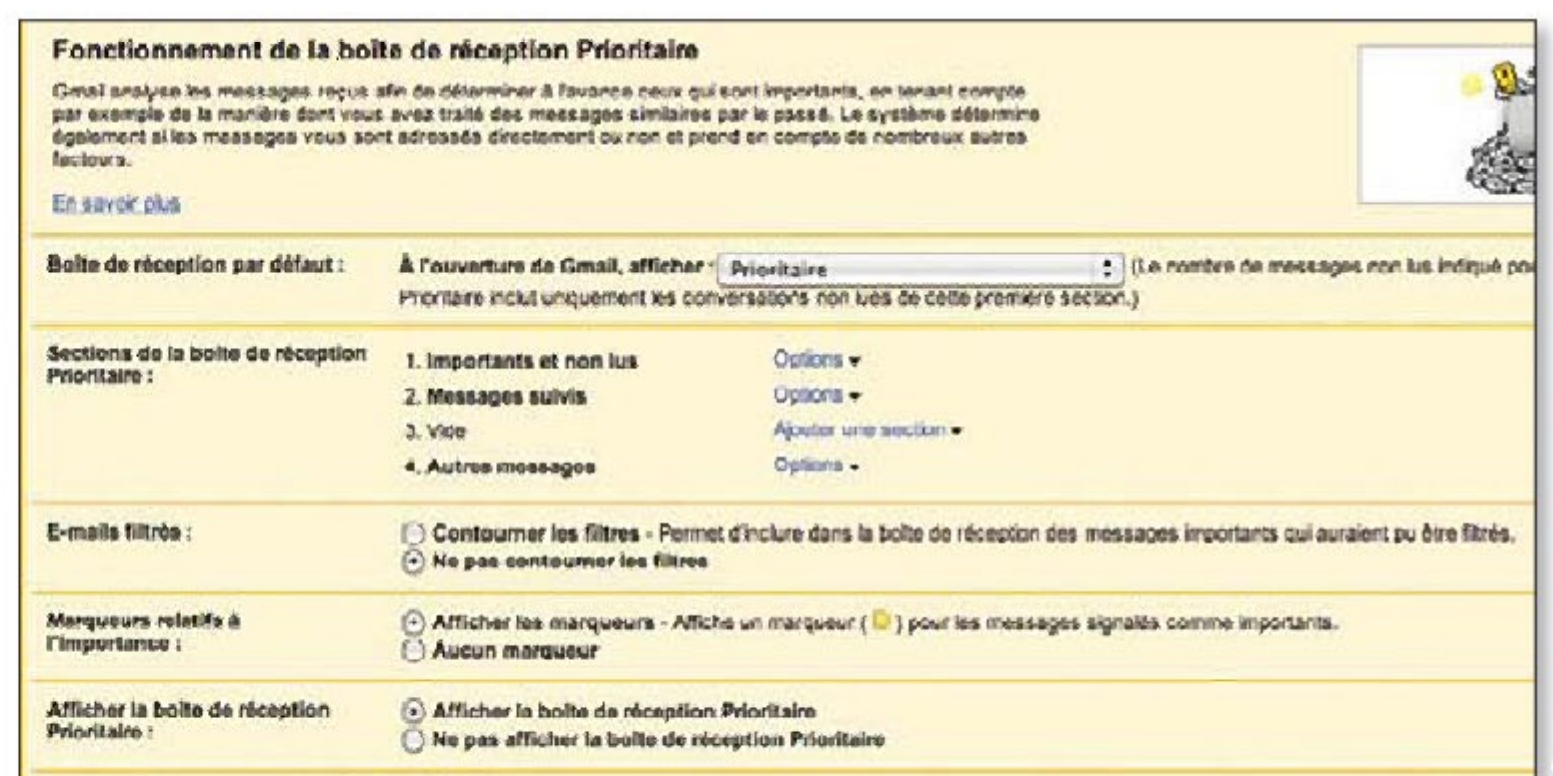 Fonctionnement de la boîte de réception Prioritaire
Gmail analyse les messages reçus afin de déterminer à l'avance ceux qui sont importants, en tenant compte
par exemple de la manière dont vous avez traité des messages similaires par le passé. Le système détermine
également si les messages vous sont adressés directement ou non et prend en compte de nombreux autres
facteurs.
En savoir plus
Boîte de réception par défaut : À l'ouverture de Gmail, afficher : Prioritaire (Le nombre de messages non lus indiqué pou
Prioritaire inclut uniquement les conversations non lues de cette première section.)
Sections de la boîte de réception
Prioritaire :
1. Importants et non lus Options
2. Messages suivis Options
3. Vide Ajouter une section
4. Autres messages Options
E-mails filtrés : Contourner les filtres - Permet d'inclure dans la boîte de réception des messages importants qui auraient pu être filtrés.
Ne pas contourner les filtres
Marqueurs relatifs à
l'importance :
Afficher les marqueurs - Affiche un marqueur ( ) pour les messages signalés comme importants.
Aucun marqueur
Afficher la boîte de réception
Prioritaire :
Afficher la boîte de réception Prioritaire
Ne pas afficher la boîte de réception Prioritaire